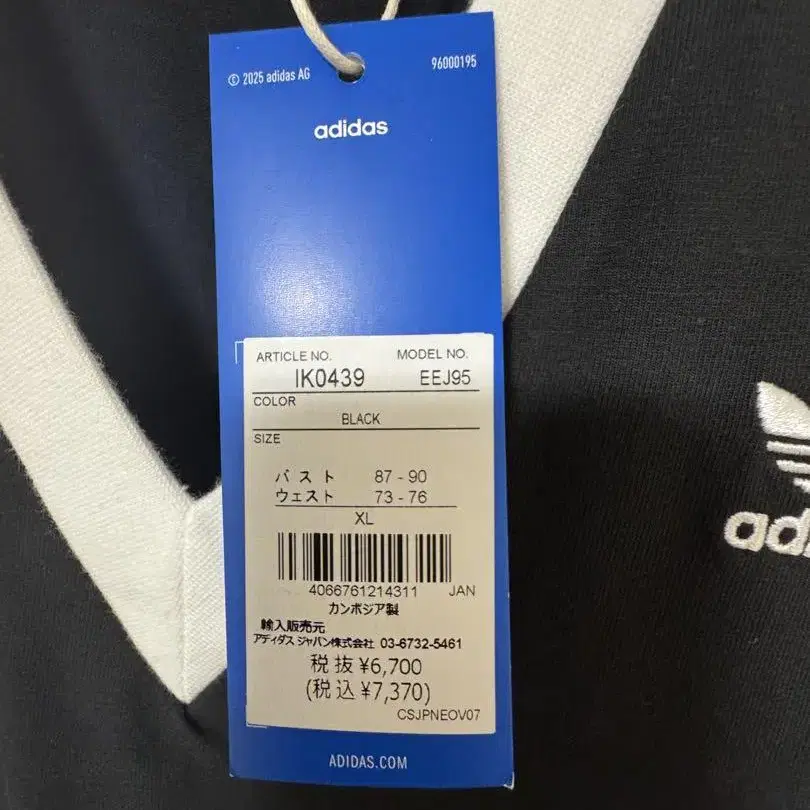 © 2025 adidas AG
96000195
adidas
ARTICLE NO. MODEL NO.
IK0439 EEJ95
COLOR
BLACK
SIZE
バスト 87 - 90
ウェスト 73 - 76
XL
4066761214311 JAN
カンボジア製
輸入販売元
アディダス ジャパン株式会社 03-6732-5461
税抜 ¥6,700
(税込 ¥7,370)
CSJPNEOV07
ADIDAS.COM